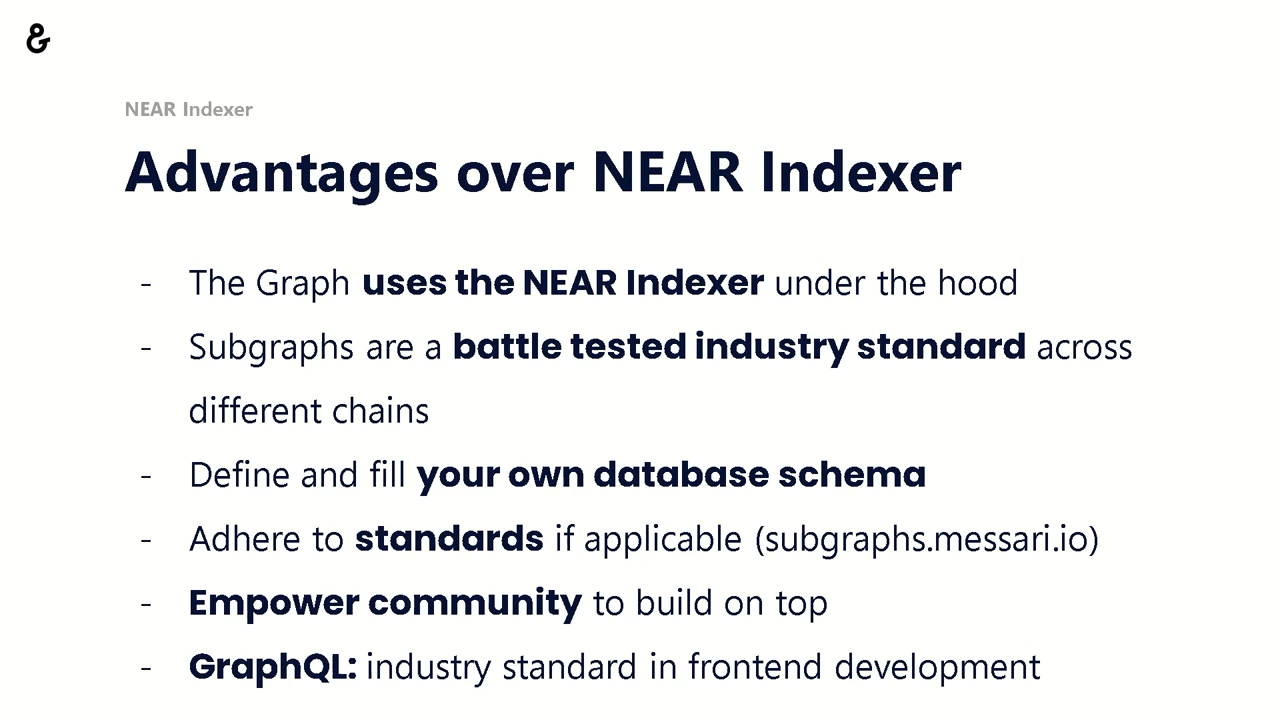 &
NEAR Indexer
Advantages over NEAR Indexer
- The Graph uses the NEAR Indexer under the hood
- Subgraphs are a battle tested industry standard across
different chains
- Define and fill your own database schema
- Adhere to standards if applicable (subgraphs.messari.io)
- Empower community to build on top
- GraphQL: industry standard in frontend development